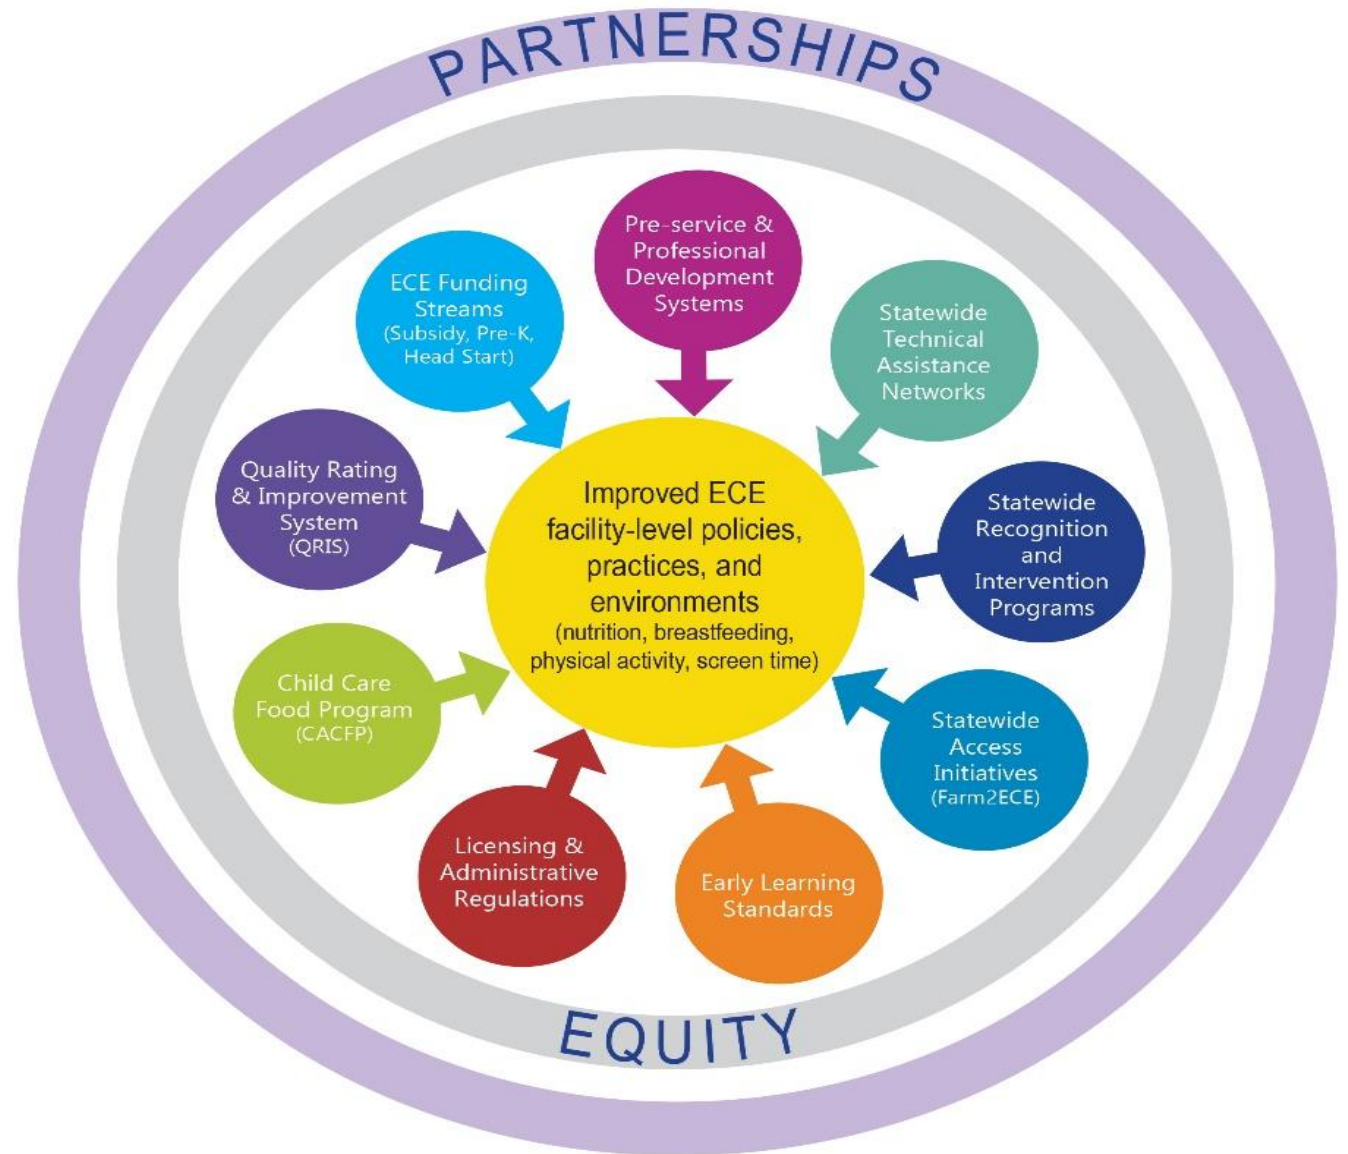 PARTNERSHIPS
Pre-service &
Professional
Development
Systems
ECE Funding
Streams
(Subsidy, Pre-K,
Head Start)
Statewide
Technical
Assistance
Networks
Quality Rating
& Improvement
System
(QRIS)
Improved ECE
facility-level policies,
practices, and
environments
(nutrition, breastfeeding,
physical activity, screen time)
Statewide
Recognition
and
Intervention
Programs
Child Care
Food Program
(CACFP)
Statewide
Access
Initiatives
(Farm2ECE)
Licensing &
Administrative
Regulations
Early Learning
Standards
EQUITY